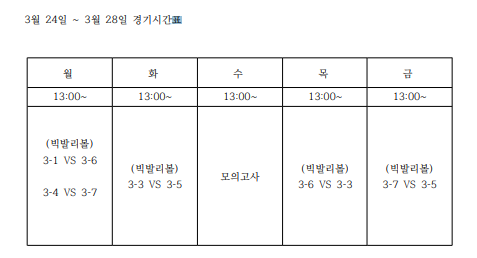 3월 24일 ~ 3월 28일 경기시간표
월 화 수 목 금
13:00~ 13:00~ 13:00~ 13:00~ 13:00~
(빅발리볼)
3-1 VS 3-6
3-4 VS 3-7
(빅발리볼)
3-3 VS 3-5
모의고사
(빅발리볼)
3-6 VS 3-3
(빅발리볼)
3-7 VS 3-5